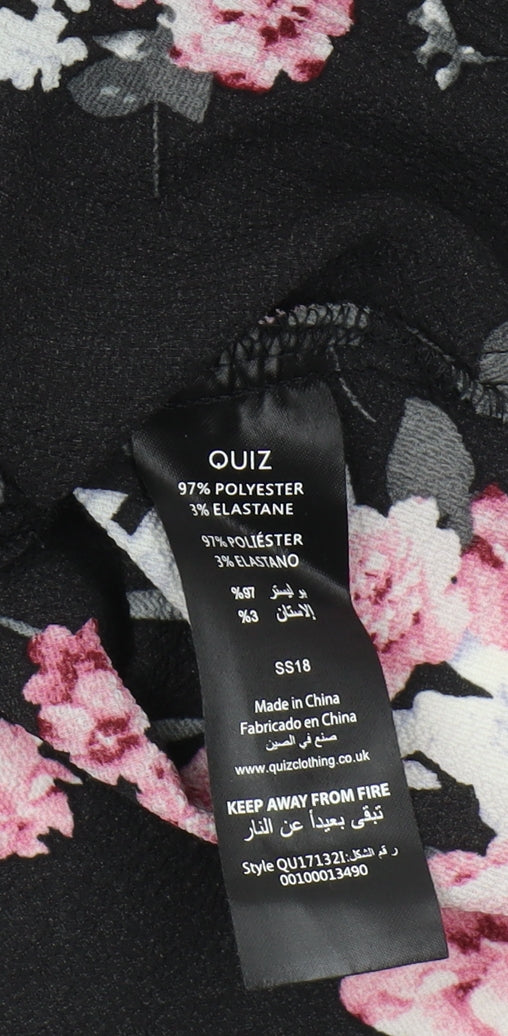 QUIZ
97% POLYESTER
3% ELASTANE
97% POLIÉSTER
3% ELASTANO
%97 بوليستر
%3 إلاستان
SS18
Made in China
Fabricado en China
صنع في الصين
www.quizclothing.co.uk
KEEP AWAY FROM FIRE
تبقى بعيداً عن النار
Style QU17132I:رقم الشكل
00100013490